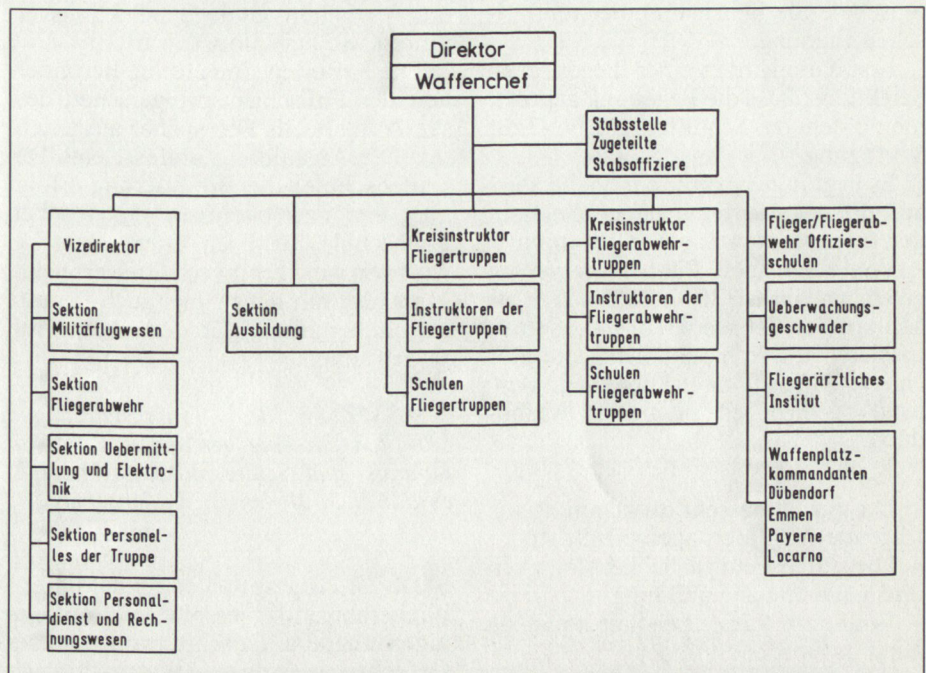 Direktor
Waffenchef
Stabsstelle
Zugeteilte
Stabsoffiziere
Vizedirektor
Sektion
Militärflugwesen
Sektion
Fliegerabwehr
Sektion Uebermitt-
lung und Elektro-
nik
Sektion Personel-
les der Truppe
Sektion Personal-
dienst und Rech-
nungswesen
Sektion
Ausbildung
Kreisinstruktor
Fliegertruppen
Instruktoren der
Fliegertruppen
Schulen
Fliegertruppen
Kreisinstruktor
Fliegerabwehr-
truppen
Instruktoren der
Fliegerabwehr-
truppen
Schulen
Fliegerabwehr-
truppen
Flieger/Fliegerab-
wehr Offiziers-
schulen
Ueberwachungs-
geschwader
Fliegerärztliches
Institut
Waffenplatz-
kommandanten
Dübendorf
Emmen
Payerne
Locarno